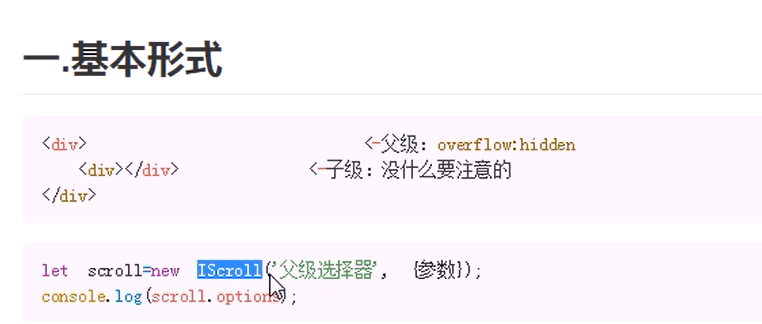 一.基本形式
<div> <-父级：overflow:hidden
<div></div> <-子级：没什么要注意的
</div>
let scroll=new IScroll('父级选择器', {参数});
console.log(scroll.options);